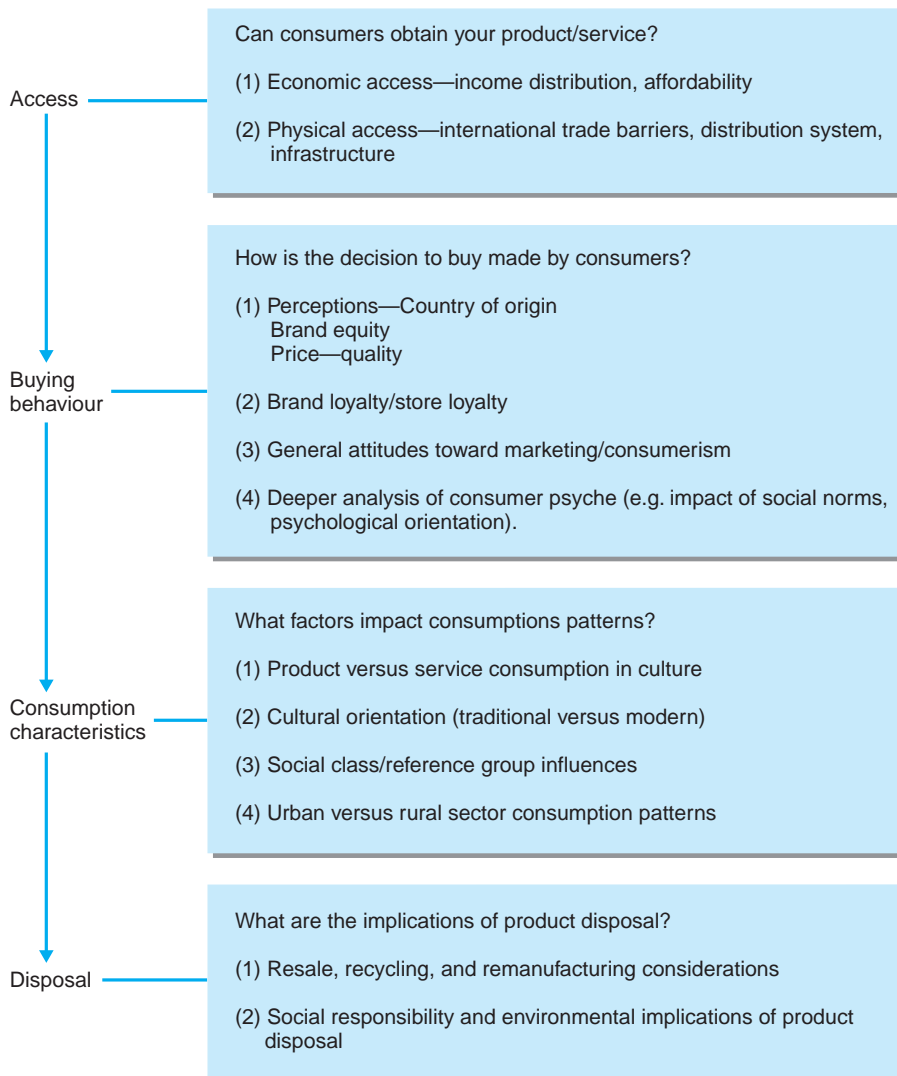 Access
Can consumers obtain your product/service?
(1) Economic access—income distribution, affordability
(2) Physical access—international trade barriers, distribution system,
infrastructure
Buying
behaviour
How is the decision to buy made by consumers?
(1) Perceptions—Country of origin
Brand equity
Price—quality
(2) Brand loyalty/store loyalty
(3) General attitudes toward marketing/consumerism
(4) Deeper analysis of consumer psyche (e.g. impact of social norms,
psychological orientation).
Consumption
characteristics
What factors impact consumptions patterns?
(1) Product versus service consumption in culture
(2) Cultural orientation (traditional versus modern)
(3) Social class/reference group influences
(4) Urban versus rural sector consumption patterns
Disposal
What are the implications of product disposal?
(1) Resale, recycling, and remanufacturing considerations
(2) Social responsibility and environmental implications of product
disposal